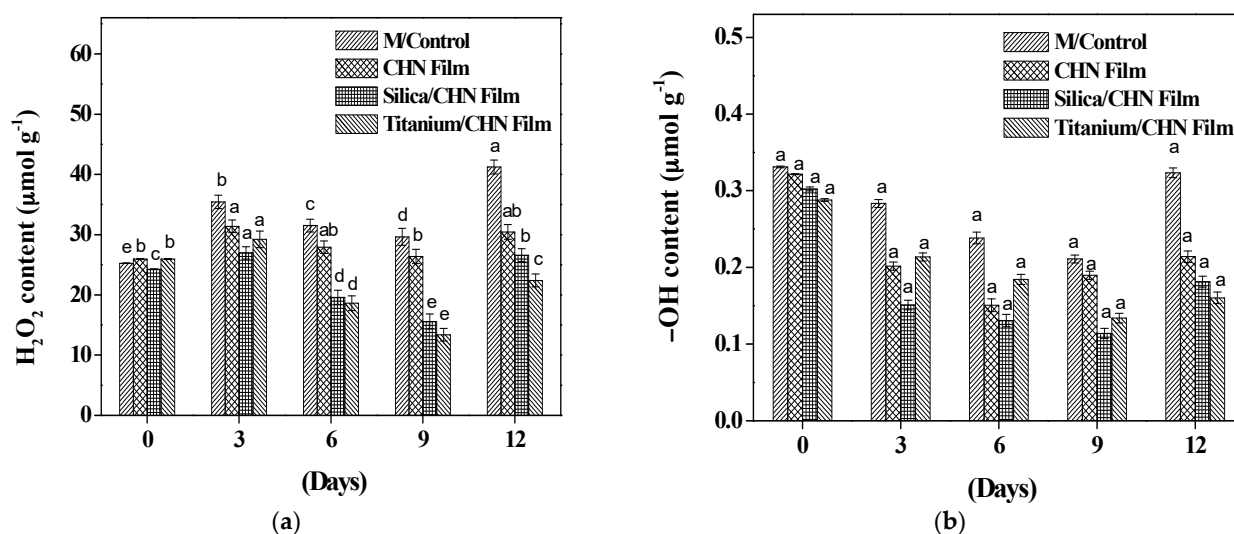 M/Control
CHN Film
Silica/CHN Film
Titanium/CHN Film
H₂O₂ content (µmol g⁻¹)
60
50
40
30
20
10
0
e b c b
b a a a
c ab d d
d b e e
a ab b c
0 3 6 9 12
(Days)
(a)
M/Control
CHN Film
Silica/CHN Film
Titanium/CHN Film
–OH content (µmol g⁻¹)
0.5
0.4
0.3
0.2
0.1
0.0
a a a a
a a a a
a a a a
a a a a
a a a a
0 3 6 9 12
(Days)
(b)